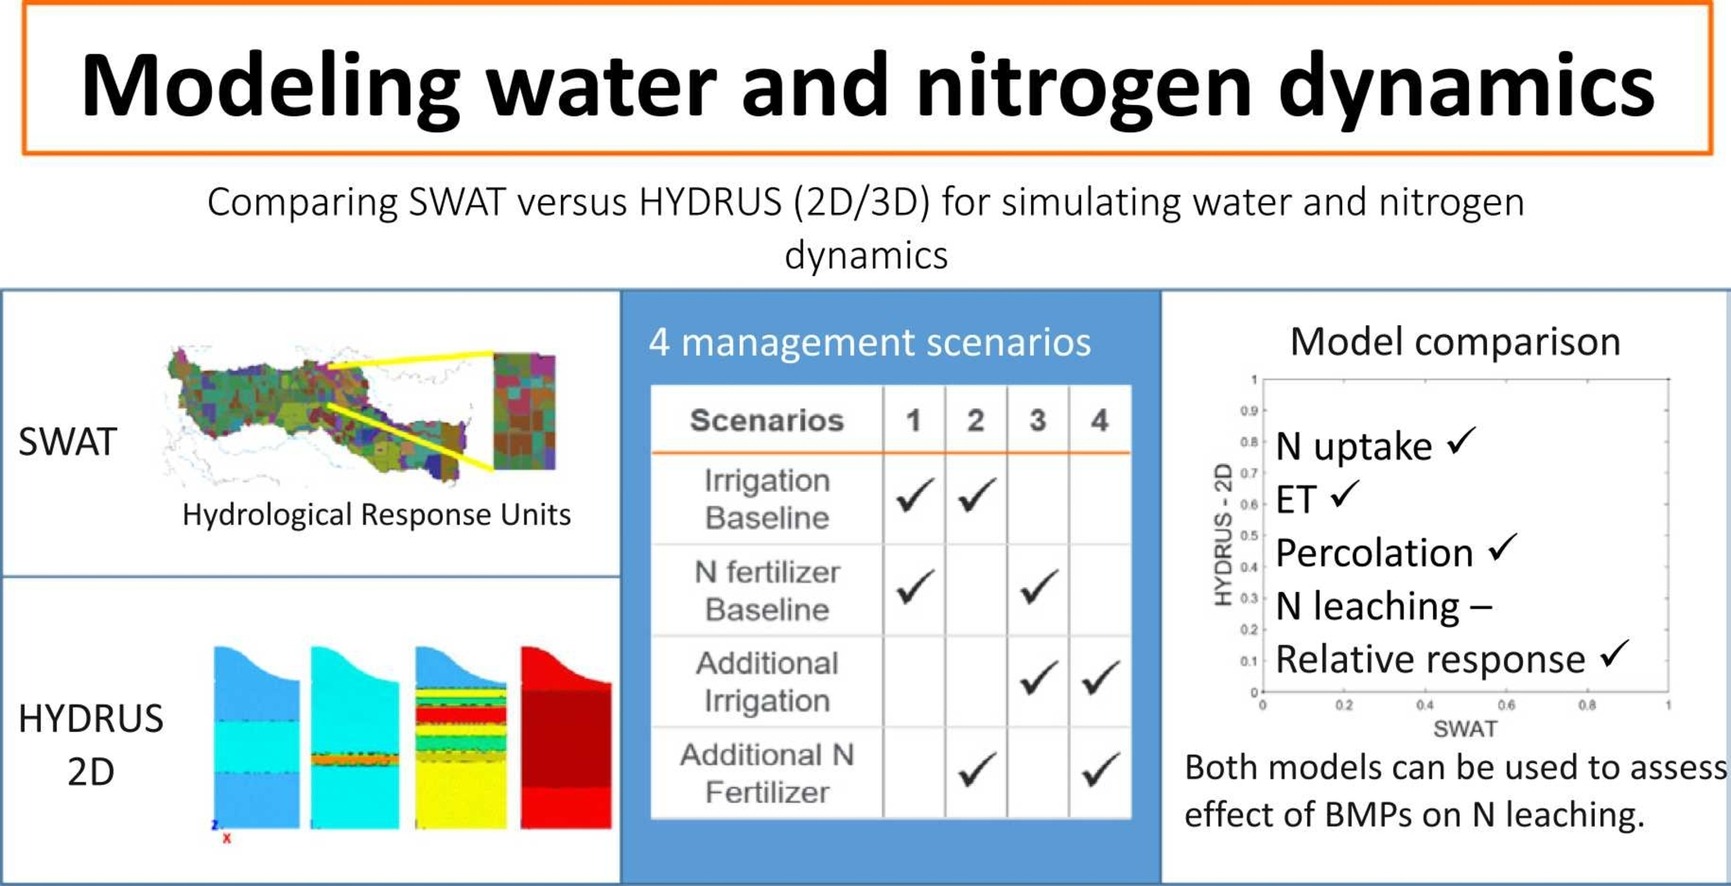 Modeling water and nitrogen dynamics
Comparing SWAT versus HYDRUS (2D/3D) for simulating water and nitrogen
dynamics
SWAT
Hydrological Response Units
HYDRUS
2D
Z
X
4 management scenarios
Scenarios 1 2 3 4
Irrigation
Baseline ✓ ✓
N fertilizer
Baseline ✓ ✓
Additional
Irrigation ✓ ✓
Additional N
Fertilizer ✓ ✓
Model comparison
1
0.9
0.8
0.7
0.6
0.5
0.4
0.3
0.2
0.1
0
HYDRUS - 2D
N uptake ✓
ET ✓
Percolation ✓
N leaching –
Relative response ✓
0 0.2 0.4 0.6 0.8 1
SWAT
Both models can be used to assess
effect of BMPs on N leaching.